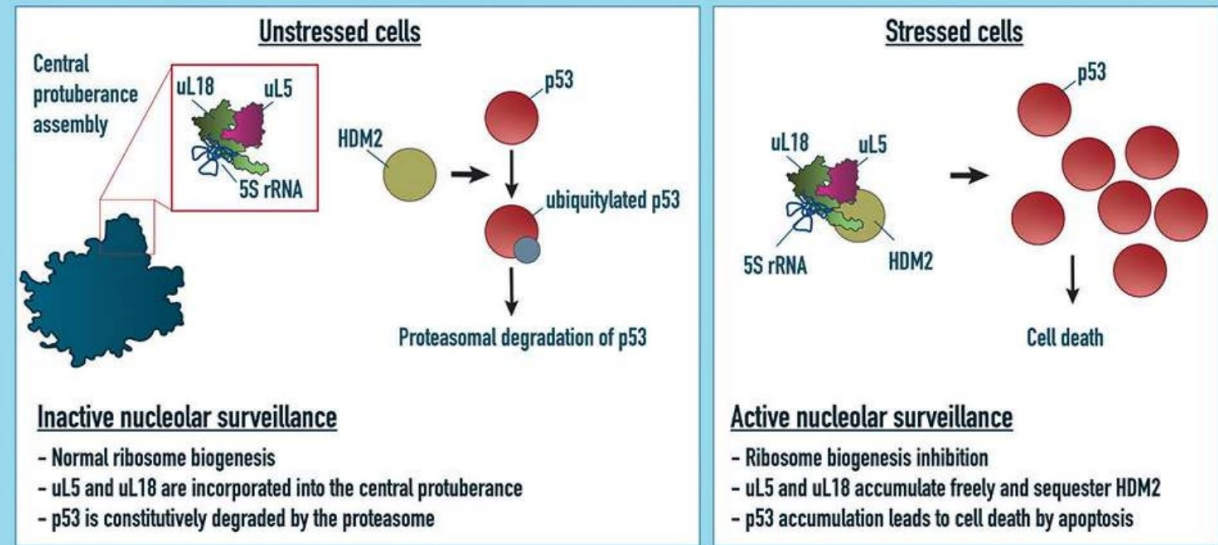 Unstressed cells
Central
protuberance
assembly
uL18
uL5
5S rRNA
HDM2
p53
ubiquitylated p53
Proteasomal degradation of p53
Inactive nucleolar surveillance
- Normal ribosome biogenesis
- uL5 and uL18 are incorporated into the central protuberance
- p53 is constitutively degraded by the proteasome
Stressed cells
p53
uL18
uL5
5S rRNA
HDM2
Cell death
Active nucleolar surveillance
- Ribosome biogenesis inhibition
- uL5 and uL18 accumulate freely and sequester HDM2
- p53 accumulation leads to cell death by apoptosis